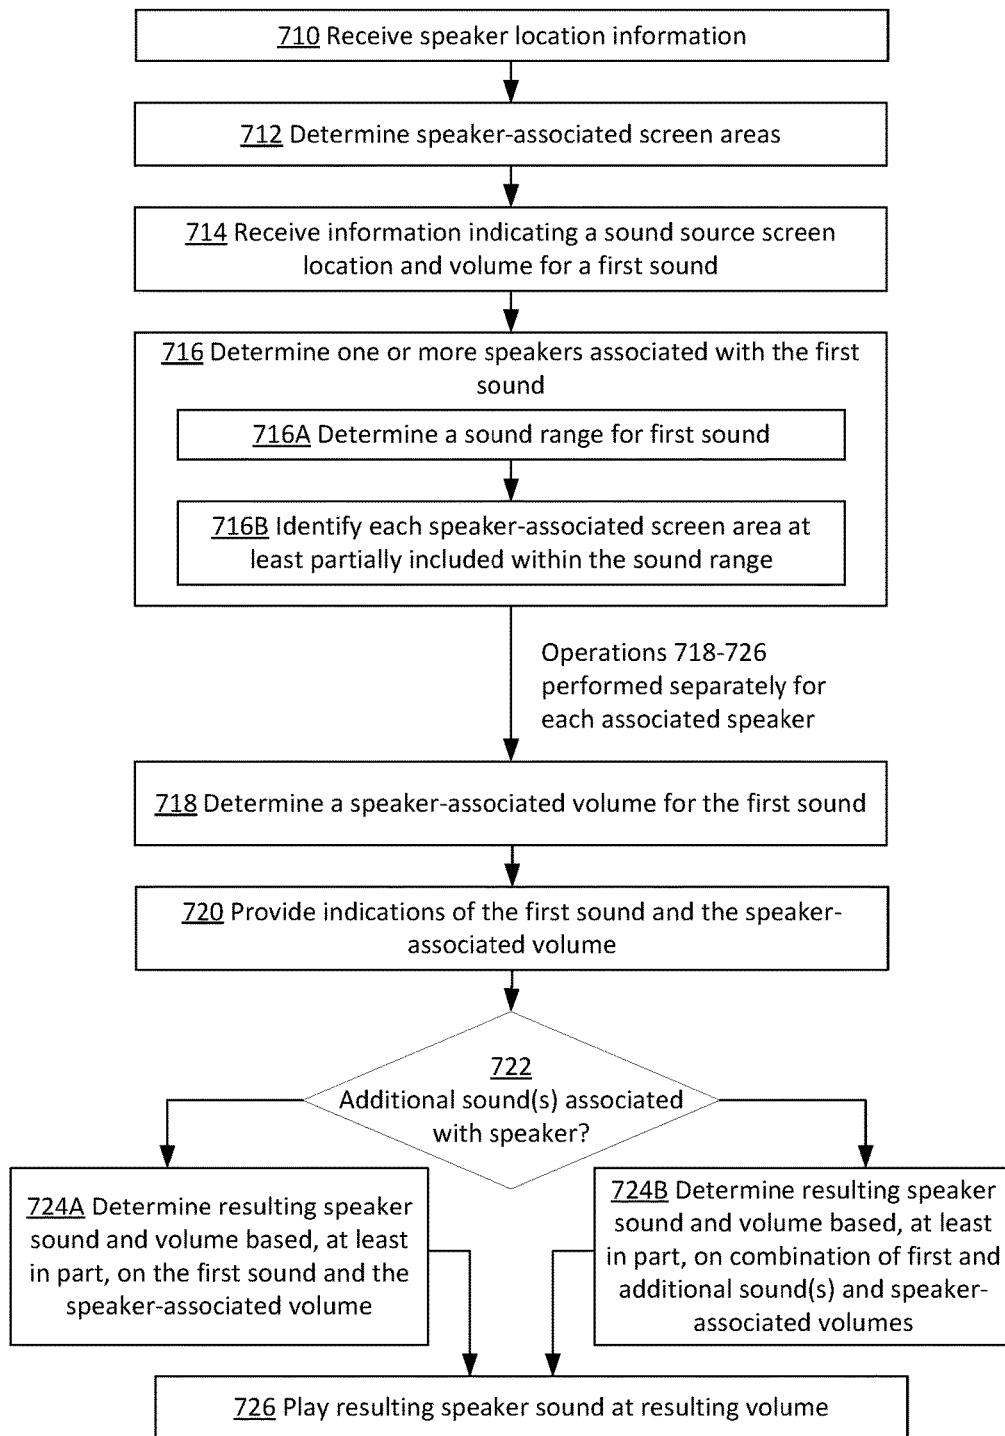 710 Receive speaker location information
712 Determine speaker-associated screen areas
714 Receive information indicating a sound source screen
location and volume for a first sound
716 Determine one or more speakers associated with the first
sound
716A Determine a sound range for first sound
716B Identify each speaker-associated screen area at
least partially included within the sound range
Operations 718-726
performed separately for
each associated speaker
718 Determine a speaker-associated volume for the first sound
720 Provide indications of the first sound and the speaker-
associated volume
722
Additional sound(s) associated
with speaker?
724A Determine resulting speaker
sound and volume based, at least
in part, on the first sound and the
speaker-associated volume
724B Determine resulting speaker
sound and volume based, at least
in part, on combination of first and
additional sound(s) and speaker-
associated volumes
726 Play resulting speaker sound at resulting volume